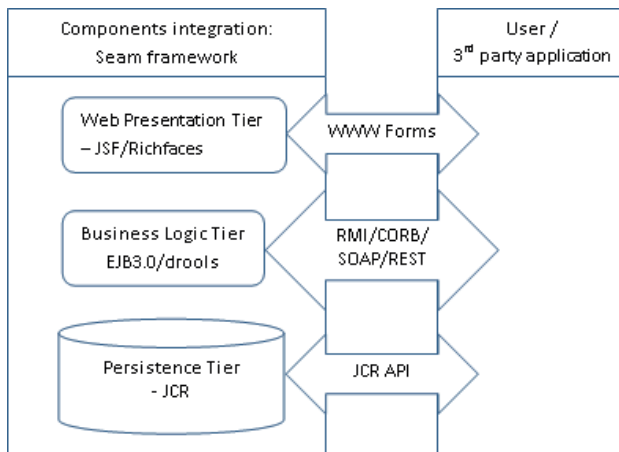 Components integration:
Seam framework
User /
3rd party application
Web Presentation Tier
– JSF/Richfaces
WWW Forms
Business Logic Tier
EJB3.0/drools
RMI/CORB/
SOAP/REST
Persistence Tier
- JCR
JCR API